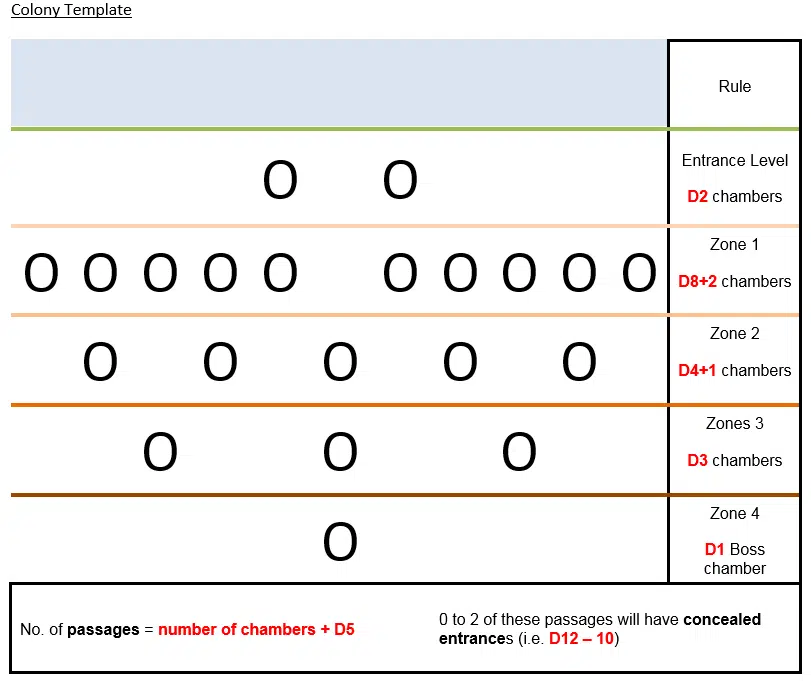 Colony Template
Rule
O O
Entrance Level
D2 chambers
O O O O O O O O O O
Zone 1
D8+2 chambers
O O O O O
Zone 2
D4+1 chambers
O O O
Zones 3
D3 chambers
O
Zone 4
D1 Boss
chamber
No. of passages = number of chambers + D5
0 to 2 of these passages will have concealed
entrances (i.e. D12 – 10)